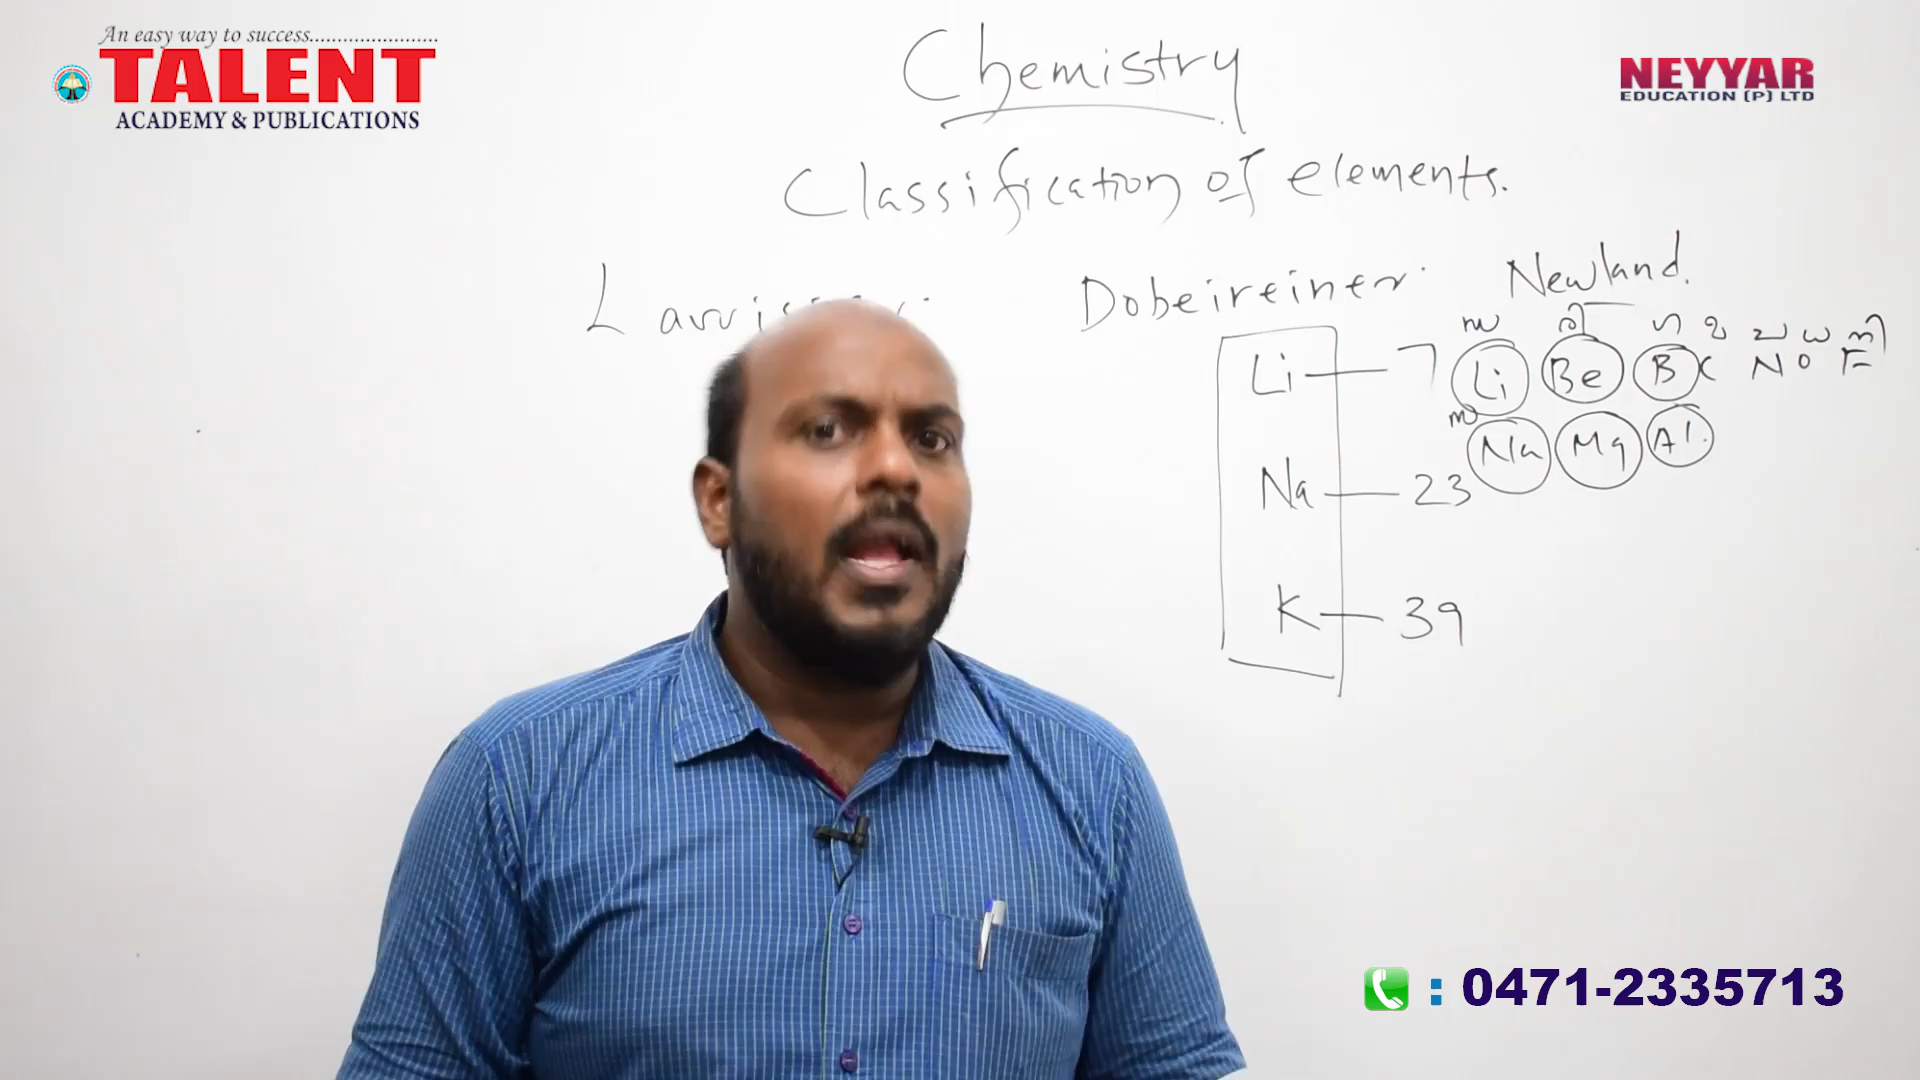 An easy way to success.......................
TALENT
ACADEMY & PUBLICATIONS
NEYYAR
EDUCATION (P) LTD
Chemistry
Classification of elements.
Dobeireiner.
Newland.
സ രി ഗ മ പ ധ നി
Li Be B C N O F
സ
Na Mg Al.
Li — 7
Na — 23
K — 39
: 0471-2335713